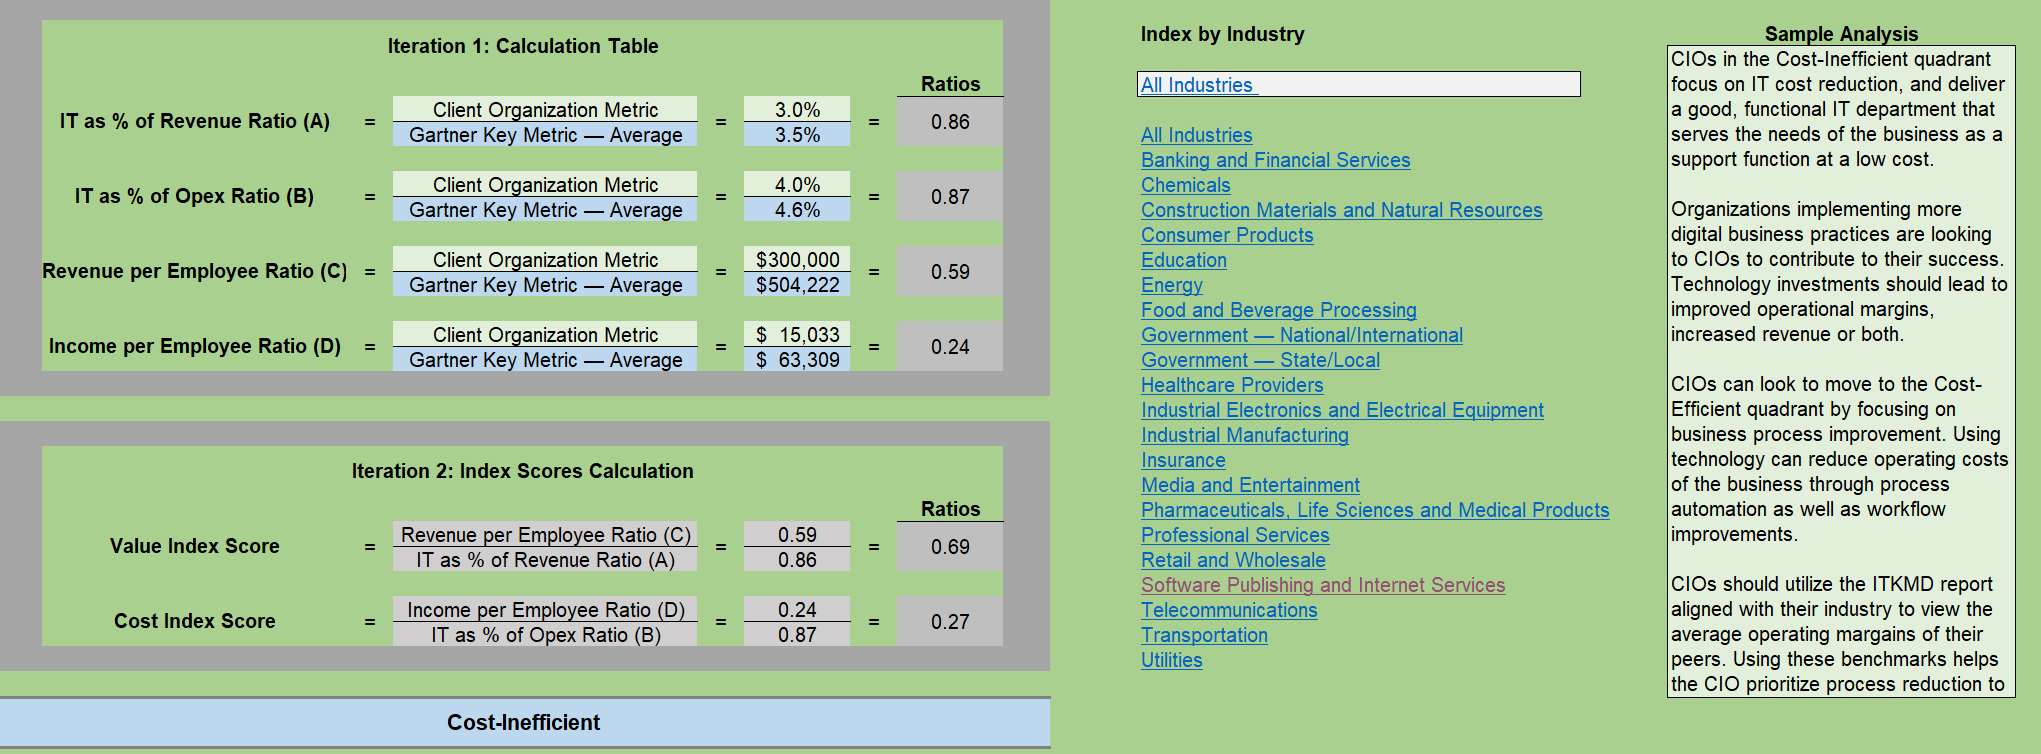 Iteration 1: Calculation Table
Ratios
IT as % of Revenue Ratio (A) = Client Organization Metric = 3.0% = 0.86
Gartner Key Metric — Average 3.5%
IT as % of Opex Ratio (B) = Client Organization Metric = 4.0% = 0.87
Gartner Key Metric — Average 4.6%
Revenue per Employee Ratio (C) = Client Organization Metric = $300,000 = 0.59
Gartner Key Metric — Average $504,222
Income per Employee Ratio (D) = Client Organization Metric = $ 15,033 = 0.24
Gartner Key Metric — Average $ 63,309
Iteration 2: Index Scores Calculation
Ratios
Value Index Score = Revenue per Employee Ratio (C) = 0.59 = 0.69
IT as % of Revenue Ratio (A) 0.86
Cost Index Score = Income per Employee Ratio (D) = 0.24 = 0.27
IT as % of Opex Ratio (B) 0.87
Cost-Inefficient
Index by Industry
All Industries
All Industries
Banking and Financial Services
Chemicals
Construction Materials and Natural Resources
Consumer Products
Education
Energy
Food and Beverage Processing
Government — National/International
Government — State/Local
Healthcare Providers
Industrial Electronics and Electrical Equipment
Industrial Manufacturing
Insurance
Media and Entertainment
Pharmaceuticals, Life Sciences and Medical Products
Professional Services
Retail and Wholesale
Software Publishing and Internet Services
Telecommunications
Transportation
Utilities
Sample Analysis
CIOs in the Cost-Inefficient quadrant
focus on IT cost reduction, and deliver
a good, functional IT department that
serves the needs of the business as a
support function at a low cost.
Organizations implementing more
digital business practices are looking
to CIOs to contribute to their success.
Technology investments should lead to
improved operational margins,
increased revenue or both.
CIOs can look to move to the Cost-
Efficient quadrant by focusing on
business process improvement. Using
technology can reduce operating costs
of the business through process
automation as well as workflow
improvements.
CIOs should utilize the ITKMD report
aligned with their industry to view the
average operating margains of their
peers. Using these benchmarks helps
the CIO prioritize process reduction to